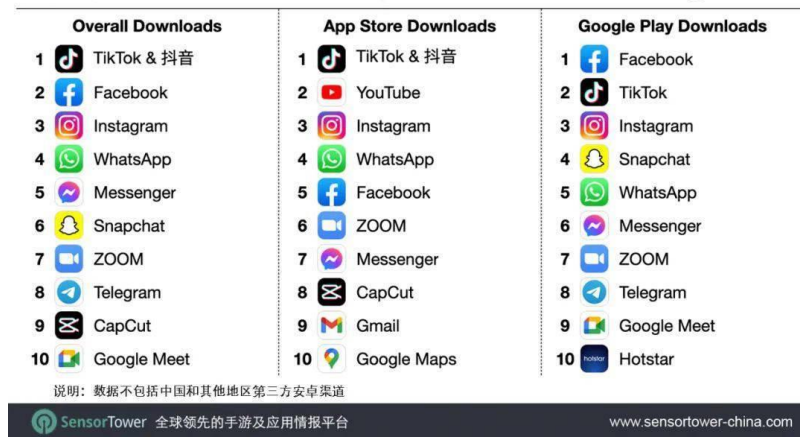 Overall Downloads
1 TikTok & 抖音
2 Facebook
3 Instagram
4 WhatsApp
5 Messenger
6 Snapchat
7 ZOOM
8 Telegram
9 CapCut
10 Google Meet
App Store Downloads
1 TikTok & 抖音
2 YouTube
3 Instagram
4 WhatsApp
5 Facebook
6 ZOOM
7 Messenger
8 CapCut
9 Gmail
10 Google Maps
Google Play Downloads
1 Facebook
2 TikTok
3 Instagram
4 Snapchat
5 WhatsApp
6 Messenger
7 ZOOM
8 Telegram
9 Google Meet
10 hotstar Hotstar
说明：数据不包括中国和其他地区第三方安卓渠道
SensorTower 全球领先的手游及应用情报平台
www.sensortower-china.com